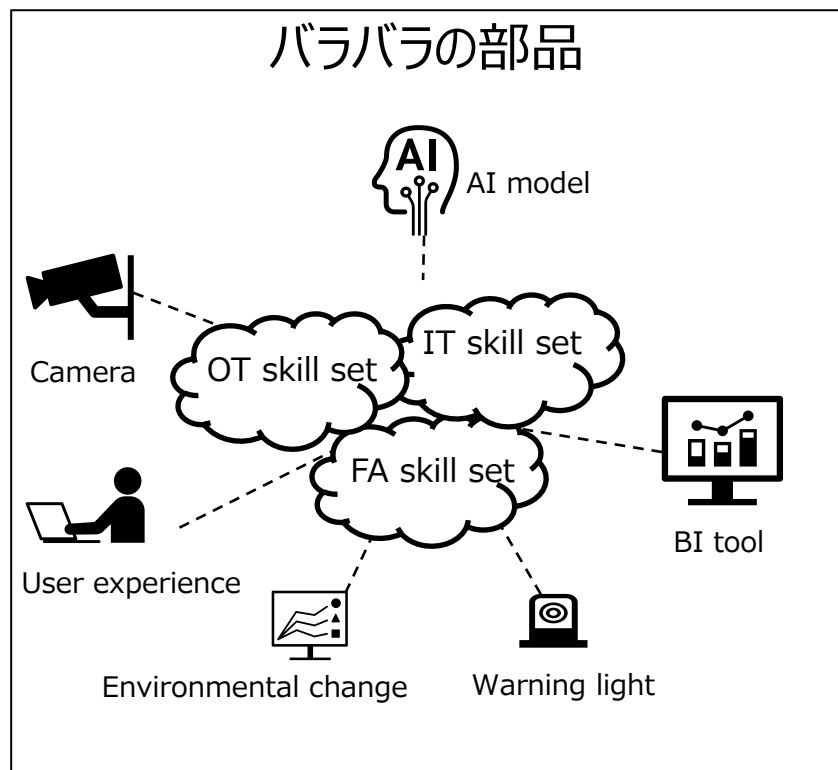 バラバラの部品
AI
AI model
Camera
IT skill set
OT skill set
FA skill set
BI tool
User experience
Environmental change
Warning light